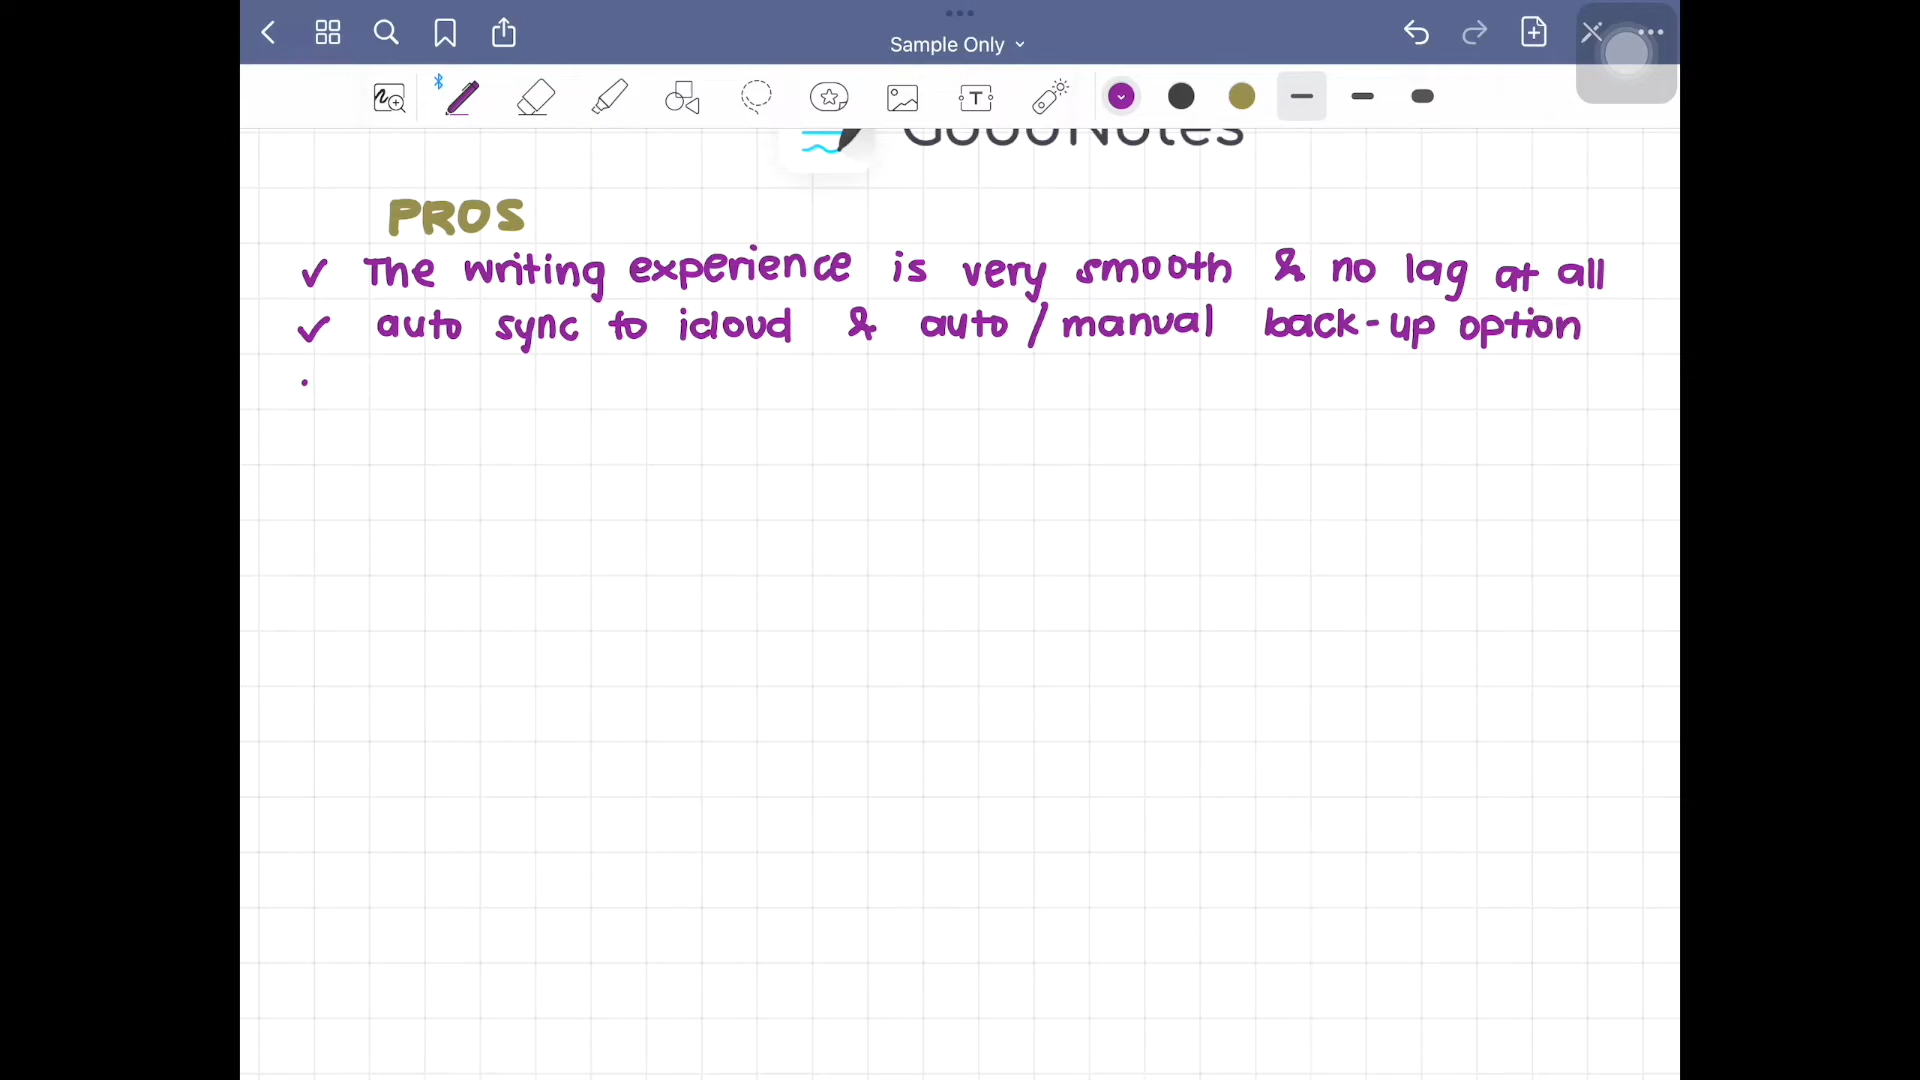 Sample Only
GoodNotes
PROS
✓ The writing experience is very smooth & no lag at all
✓ auto sync to icloud & auto / manual back-up option